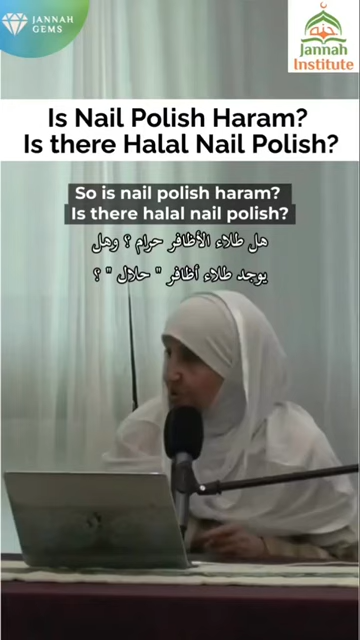 JANNAH
GEMS
Jannah
Institute
Is Nail Polish Haram?
Is there Halal Nail Polish?
So is nail polish haram?
Is there halal nail polish?
هل طلاء الأظافر حرام ؟ وهل
يوجد طلاء أظافر " حلال " ؟